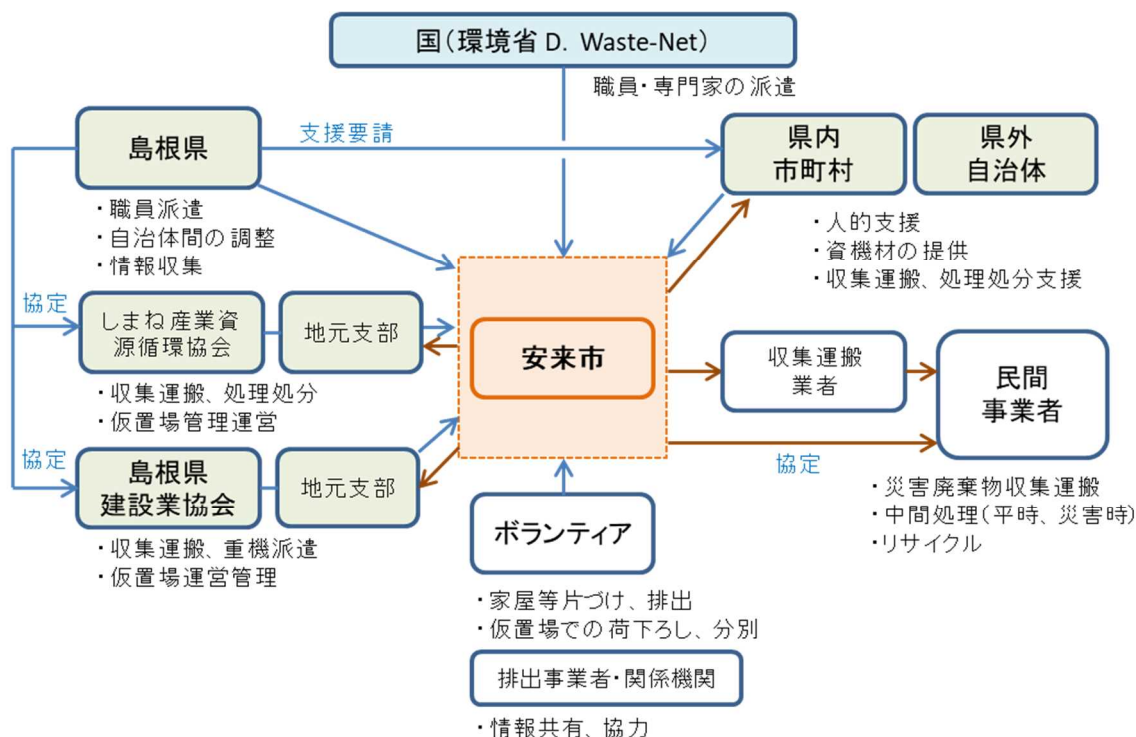 国(環境省 D. Waste-Net)
職員・専門家の派遣
島根県
支援要請
県内
市町村
県外
自治体
・職員派遣
・自治体間の調整
・情報収集
・人的支援
・資機材の提供
・収集運搬、処理処分支援
協定
しまね産業資
源循環協会
地元支部
・収集運搬、処理処分
・仮置場管理運営
安来市
収集運搬
業者
民間
事業者
協定
島根県
建設業協会
地元支部
・収集運搬、重機派遣
・仮置場運営管理
協定
・災害廃棄物収集運搬
・中間処理(平時、災害時)
・リサイクル
ボランティア
・家屋等片づけ、排出
・仮置場での荷下ろし、分別
排出事業者・関係機関
・情報共有、協力